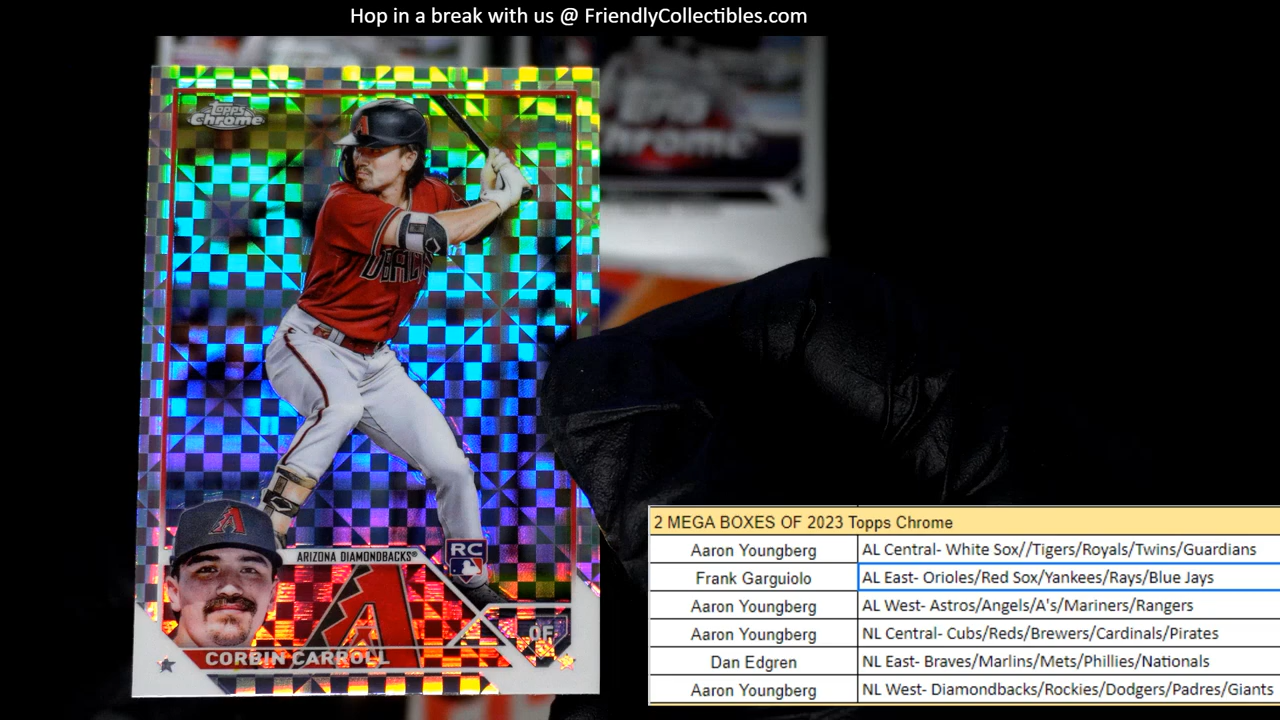 Hop in a break with us @ FriendlyCollectibles.com
Topps
Chrome
Chrome
A
DBACK
A
ARIZONA DIAMONDBACKS®
RC
A
OF
CORBIN CARROLL
2 MEGA BOXES OF 2023 Topps Chrome
Aaron Youngberg AL Central- White Sox//Tigers/Royals/Twins/Guardians
Frank Garguiolo AL East- Orioles/Red Sox/Yankees/Rays/Blue Jays
Aaron Youngberg AL West- Astros/Angels/A's/Mariners/Rangers
Aaron Youngberg NL Central- Cubs/Reds/Brewers/Cardinals/Pirates
Dan Edgren NL East- Braves/Marlins/Mets/Phillies/Nationals
Aaron Youngberg NL West- Diamondbacks/Rockies/Dodgers/Padres/Giants